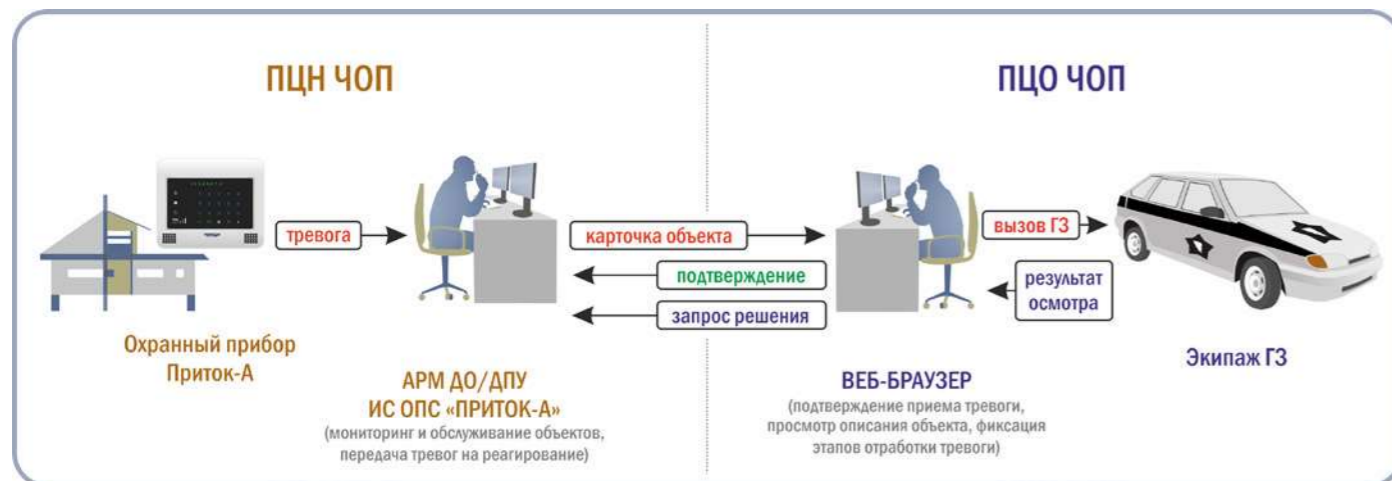 ПЦН ЧОП
ПЦО ЧОП
тревога
карточка объекта
подтверждение
запрос решения
вызов ГЗ
результат
осмотра
Охранный прибор
Приток-А
АРМ ДО/ДПУ
ИС ОПС «ПРИТОК-А»
(мониторинг и обслуживание объектов,
передача тревог на реагирование)
ВЕБ-БРАУЗЕР
(подтверждение приема тревоги,
просмотр описания объекта, фиксация
этапов отработки тревоги)
Экипаж ГЗ